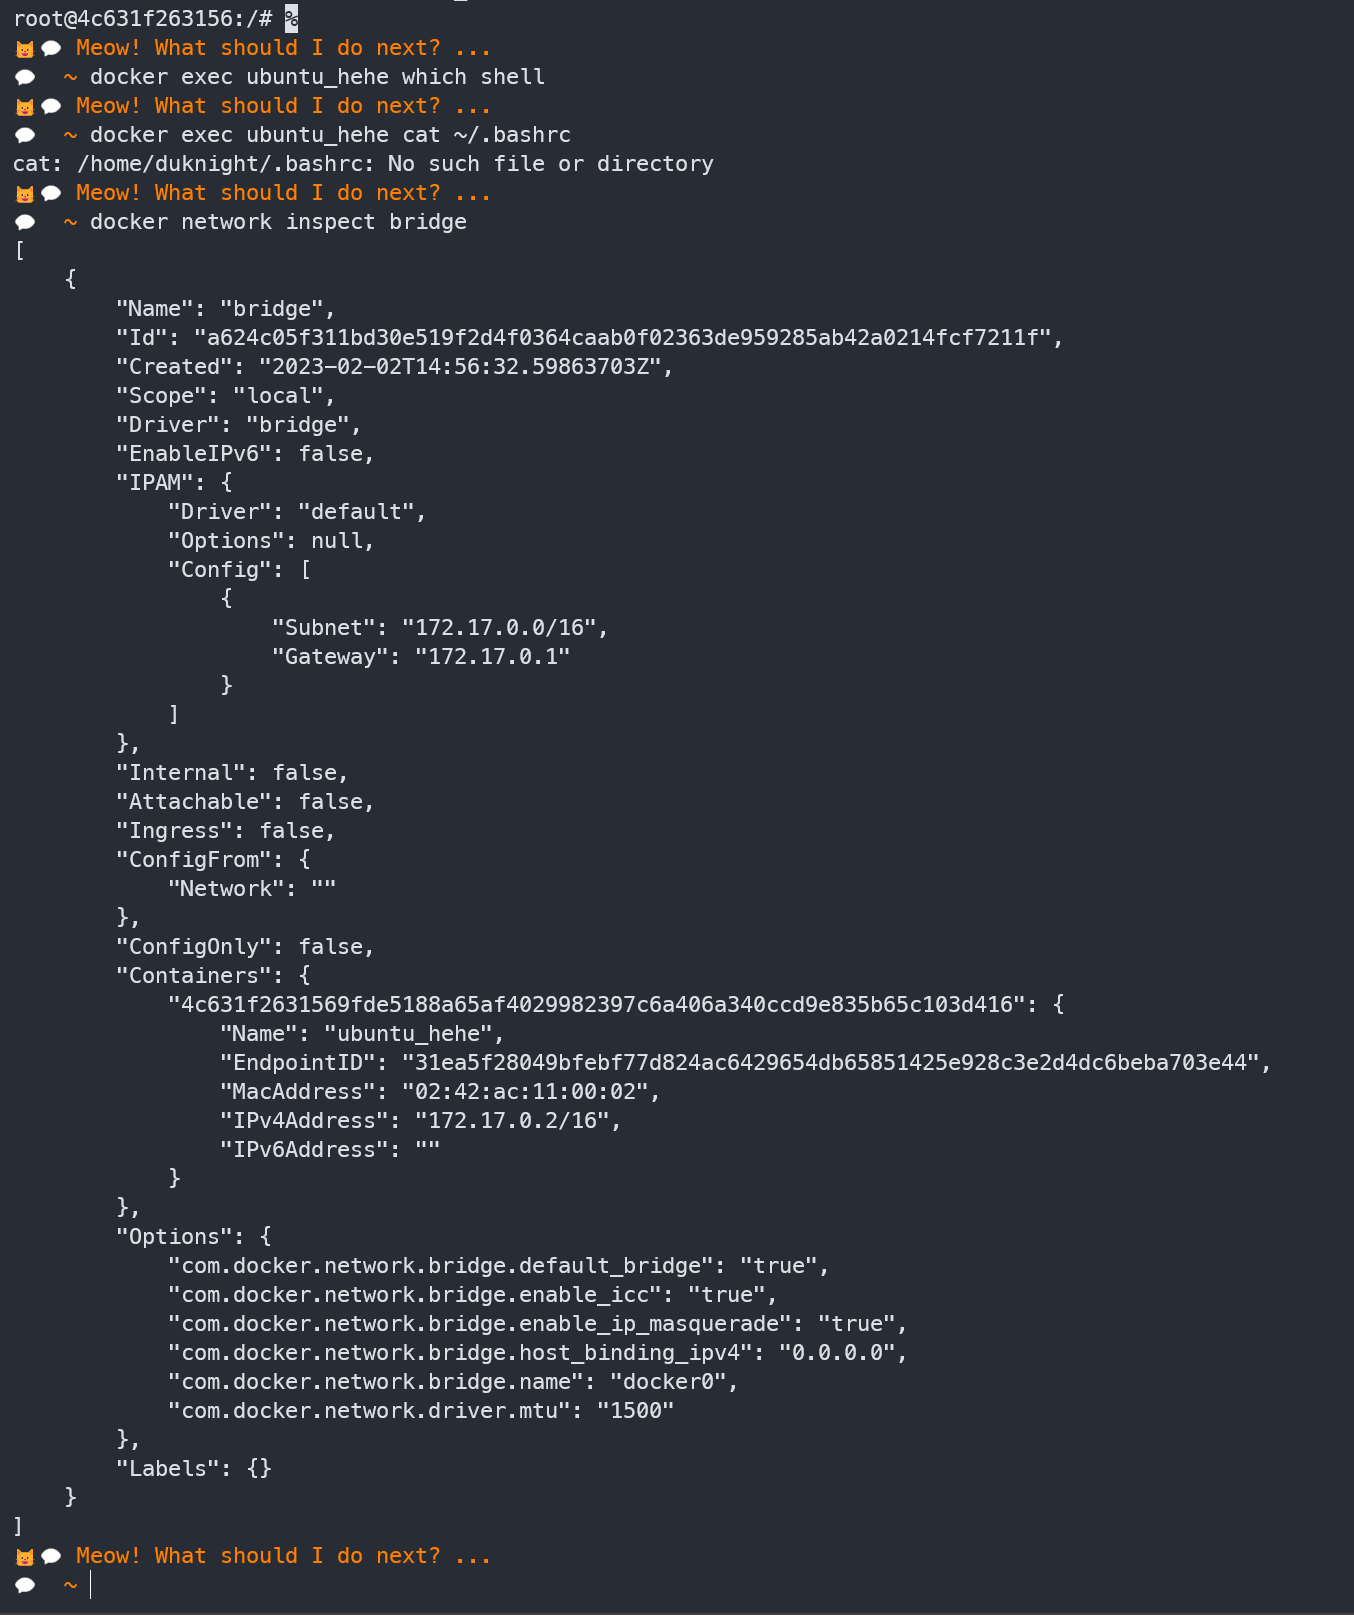 root@4c631f263156:/# %
🐱💬 Meow! What should I do next? ...
💬  ~ docker exec ubuntu_hehe which shell
🐱💬 Meow! What should I do next? ...
💬  ~ docker exec ubuntu_hehe cat ~/.bashrc
cat: /home/duknight/.bashrc: No such file or directory
🐱💬 Meow! What should I do next? ...
💬  ~ docker network inspect bridge
[
    {
        "Name": "bridge",
        "Id": "a624c05f311bd30e519f2d4f0364caab0f02363de959285ab42a0214fcf7211f",
        "Created": "2023-02-02T14:56:32.59863703Z",
        "Scope": "local",
        "Driver": "bridge",
        "EnableIPv6": false,
        "IPAM": {
            "Driver": "default",
            "Options": null,
            "Config": [
                {
                    "Subnet": "172.17.0.0/16",
                    "Gateway": "172.17.0.1"
                }
            ]
        },
        "Internal": false,
        "Attachable": false,
        "Ingress": false,
        "ConfigFrom": {
            "Network": ""
        },
        "ConfigOnly": false,
        "Containers": {
            "4c631f2631569fde5188a65af4029982397c6a406a340ccd9e835b65c103d416": {
                "Name": "ubuntu_hehe",
                "EndpointID": "31ea5f28049bfebf77d824ac6429654db65851425e928c3e2d4dc6beba703e44",
                "MacAddress": "02:42:ac:11:00:02",
                "IPv4Address": "172.17.0.2/16",
                "IPv6Address": ""
            }
        },
        "Options": {
            "com.docker.network.bridge.default_bridge": "true",
            "com.docker.network.bridge.enable_icc": "true",
            "com.docker.network.bridge.enable_ip_masquerade": "true",
            "com.docker.network.bridge.host_binding_ipv4": "0.0.0.0",
            "com.docker.network.bridge.name": "docker0",
            "com.docker.network.driver.mtu": "1500"
        },
        "Labels": {}
    }
]
🐱💬 Meow! What should I do next? ...
💬  ~